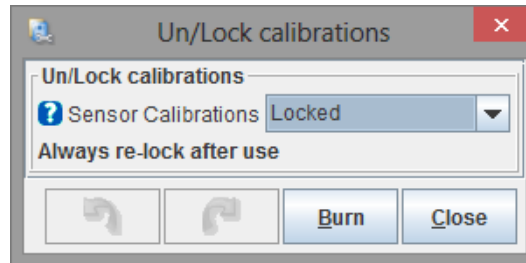 Un/Lock calibrations
Un/Lock calibrations
? Sensor Calibrations Locked
Always re-lock after use
Burn Close